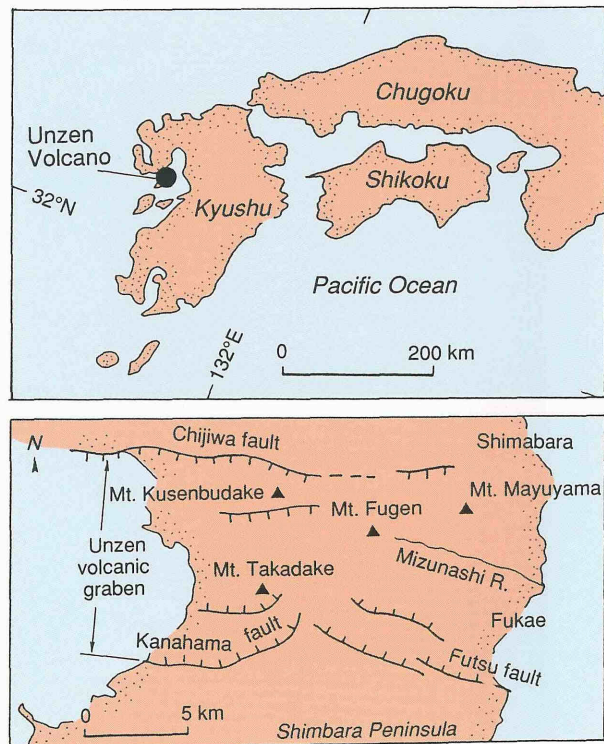 Chugoku
Unzen
Volcano
Shikoku
32°N
Kyushu
Pacific Ocean
132°E
0 200 km
N
Chijiwa fault
Shimabara
Mt. Kusenbudake
Mt. Mayuyama
Mt. Fugen
Unzen
volcanic
graben
Mt. Takadake
Mizunashi R.
Kanahama fault
Fukae
Futsu fault
0 5 km
Shimbara Peninsula